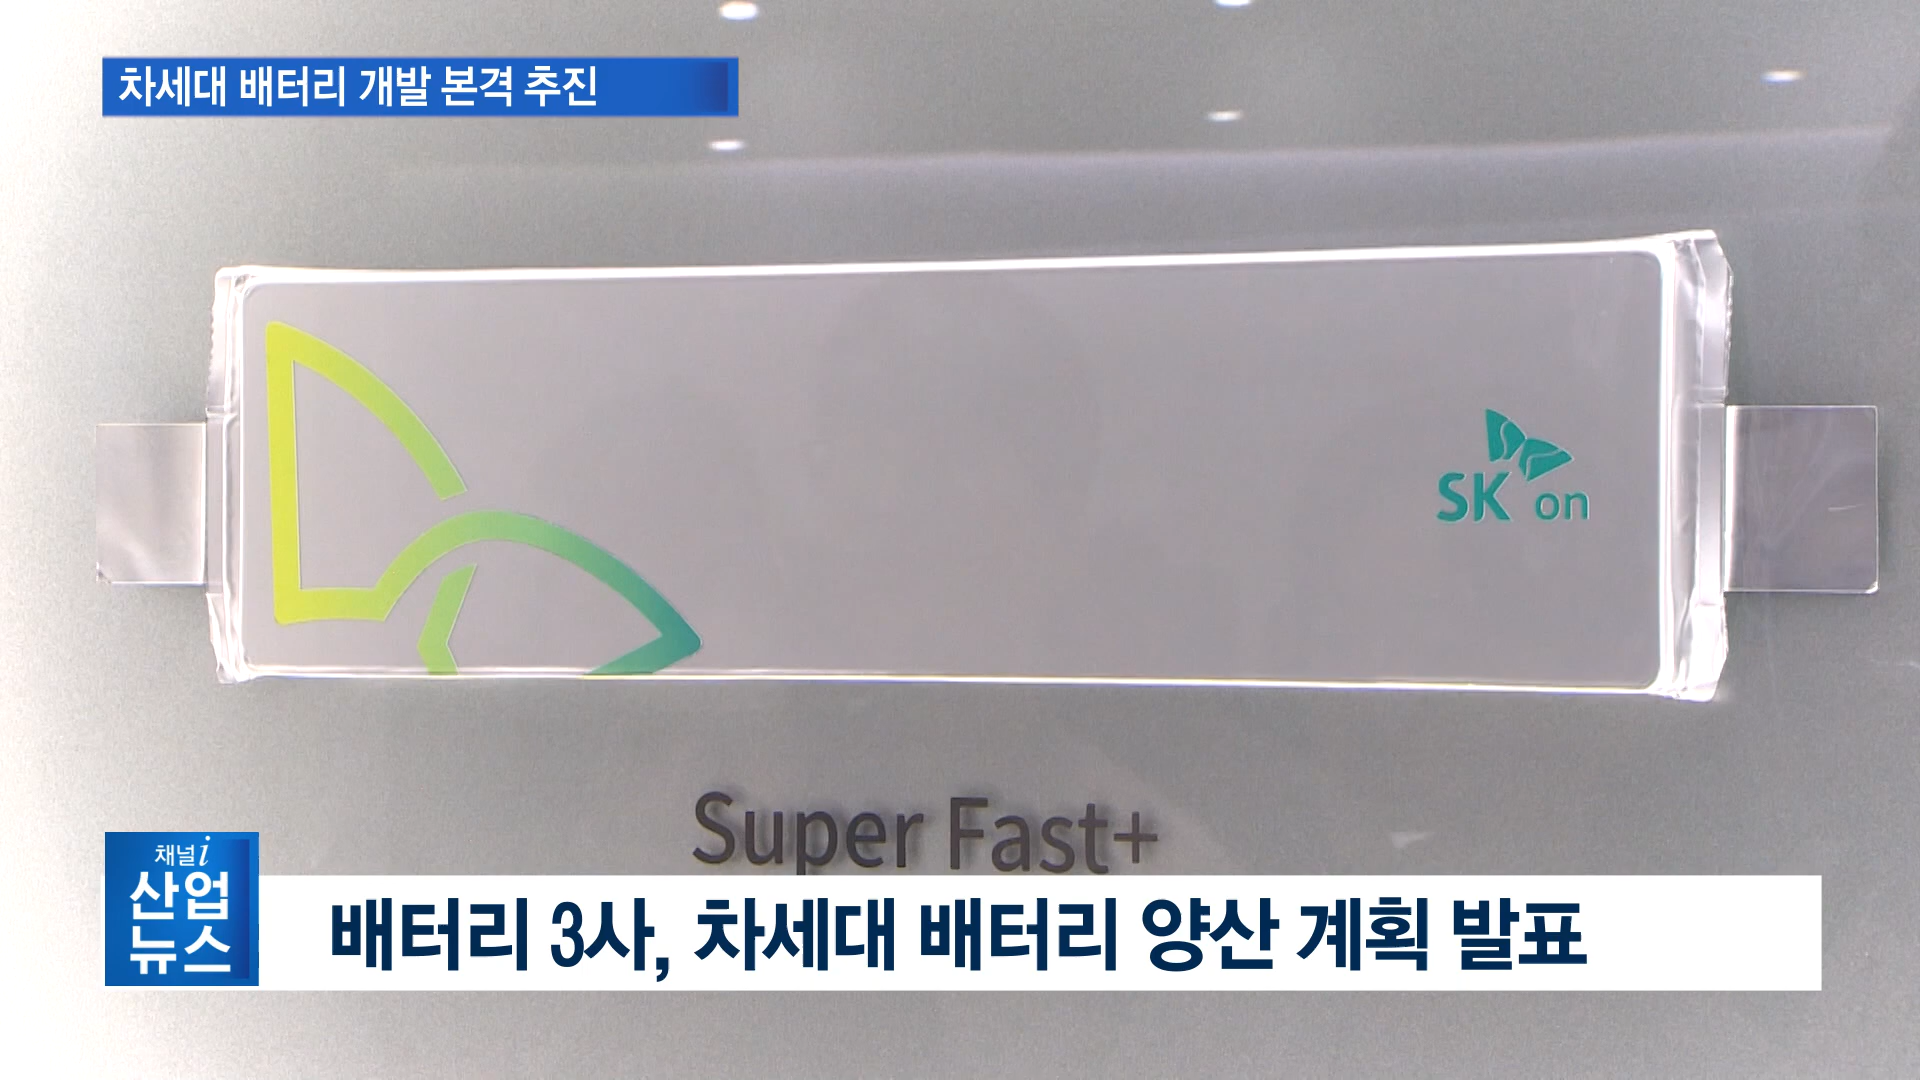 차세대 배터리 개발 본격 추진
SK on
Super Fast+
채널i
산업
뉴스
배터리 3사, 차세대 배터리 양산 계획 발표